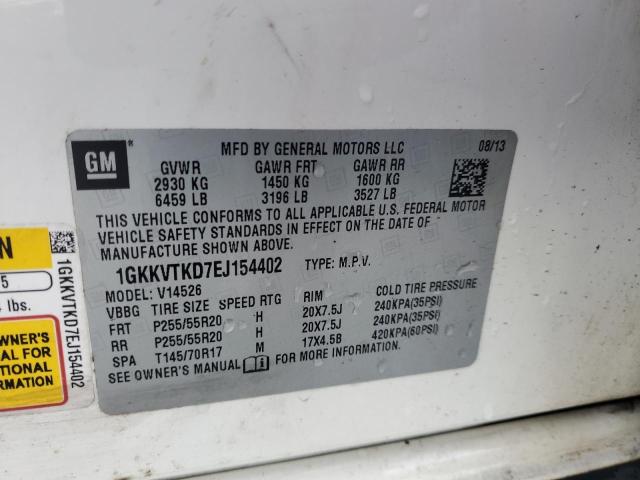 GM
MFD BY GENERAL MOTORS LLC 08/13
GVWR GAWR FRT GAWR RR
2930 KG 1450 KG 1600 KG
6459 LB 3196 LB 3527 LB
THIS VEHICLE CONFORMS TO ALL APPLICABLE U.S. FEDERAL MOTOR
VEHICLE SAFETY STANDARDS IN EFFECT ON THE DATE OF
MANUFACTURE SHOWN ABOVE.
1GKKVTKD7EJ154402 TYPE: M.P.V.
MODEL: V14526
VBBG TIRE SIZE SPEED RTG RIM COLD TIRE PRESSURE
FRT P255/55R20 H 20X7.5J 240KPA(35PSI)
RR P255/55R20 H 20X7.5J 240KPA(35PSI)
SPA T145/70R17 M 17X4.5B 420KPA(60PSI)
SEE OWNER'S MANUAL FOR MORE INFORMATION.
N
5
lbs.
OWNER'S
AL FOR
TIONAL
RMATION
1GKKVTKD7EJ154402